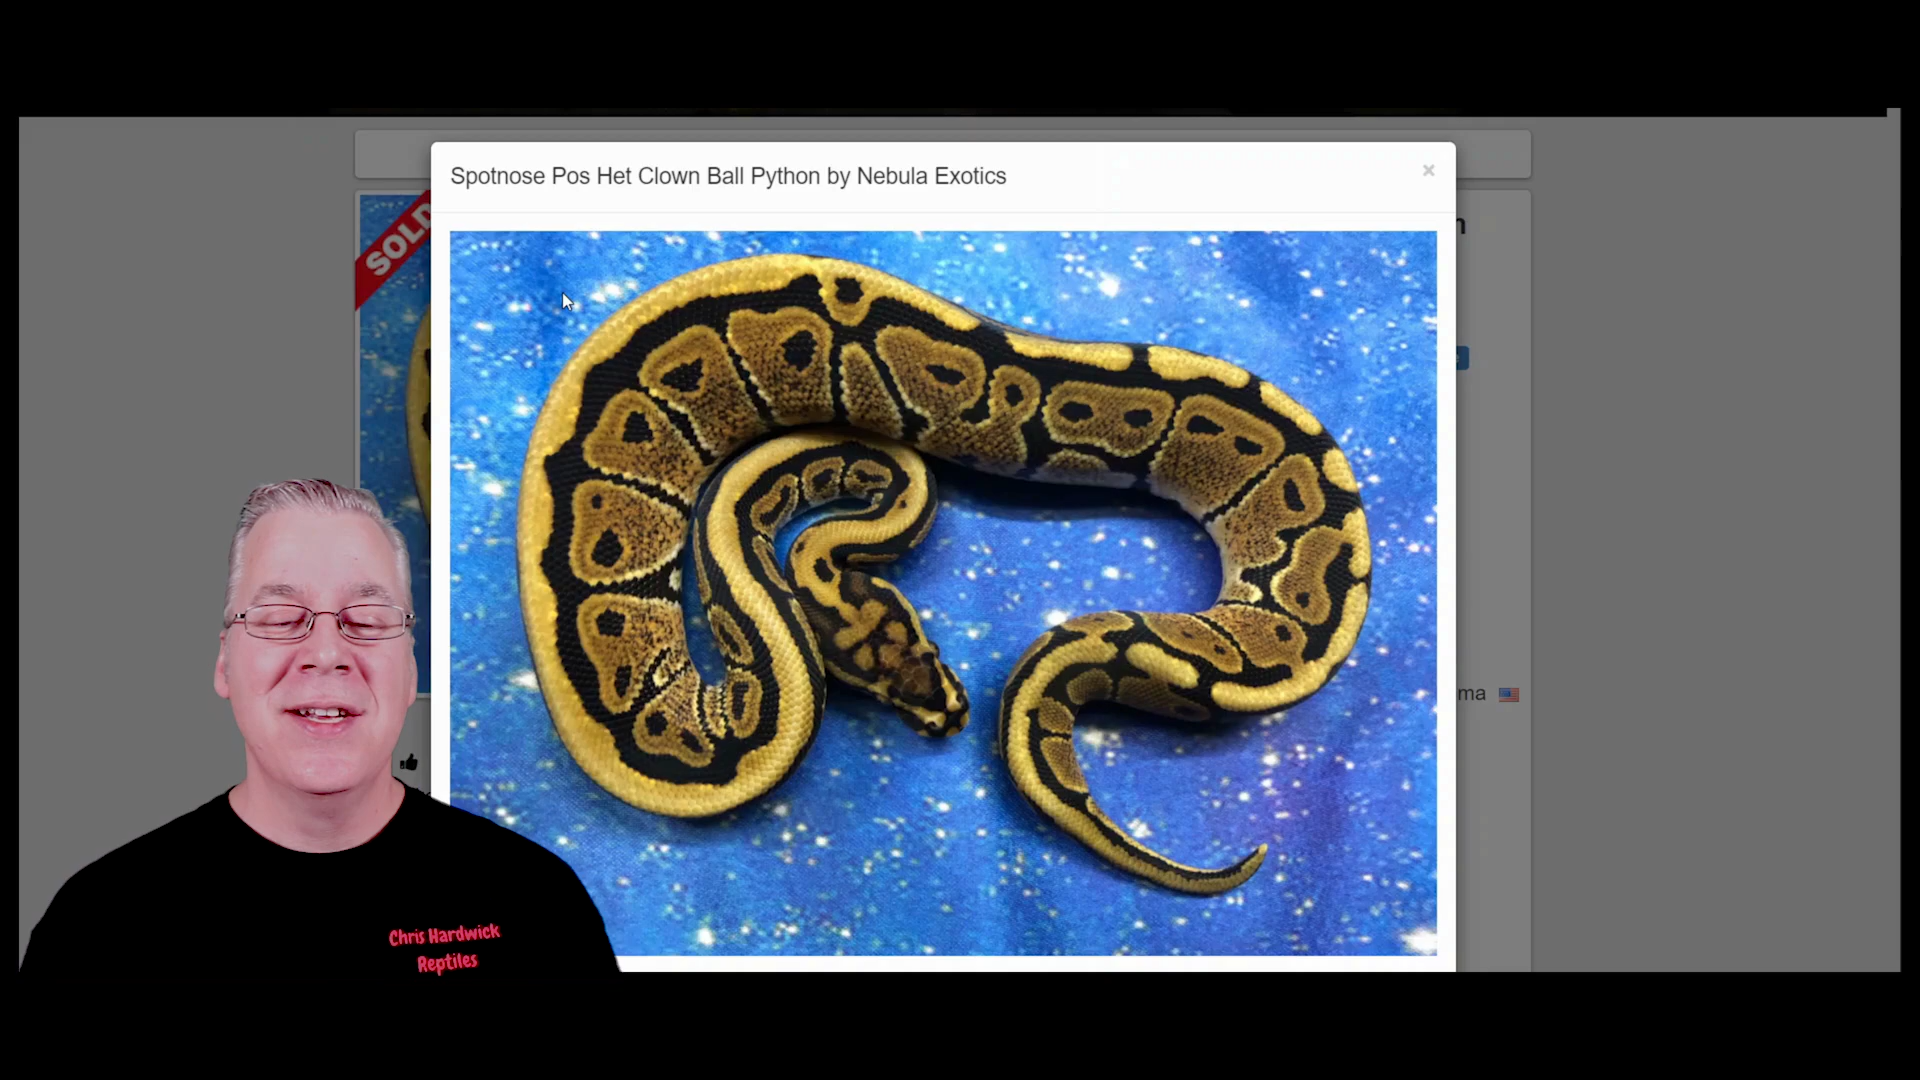 Spotnose Pos Het Clown Ball Python by Nebula Exotics
×
SOLD
n
ma
Chris Hardwick
Reptiles